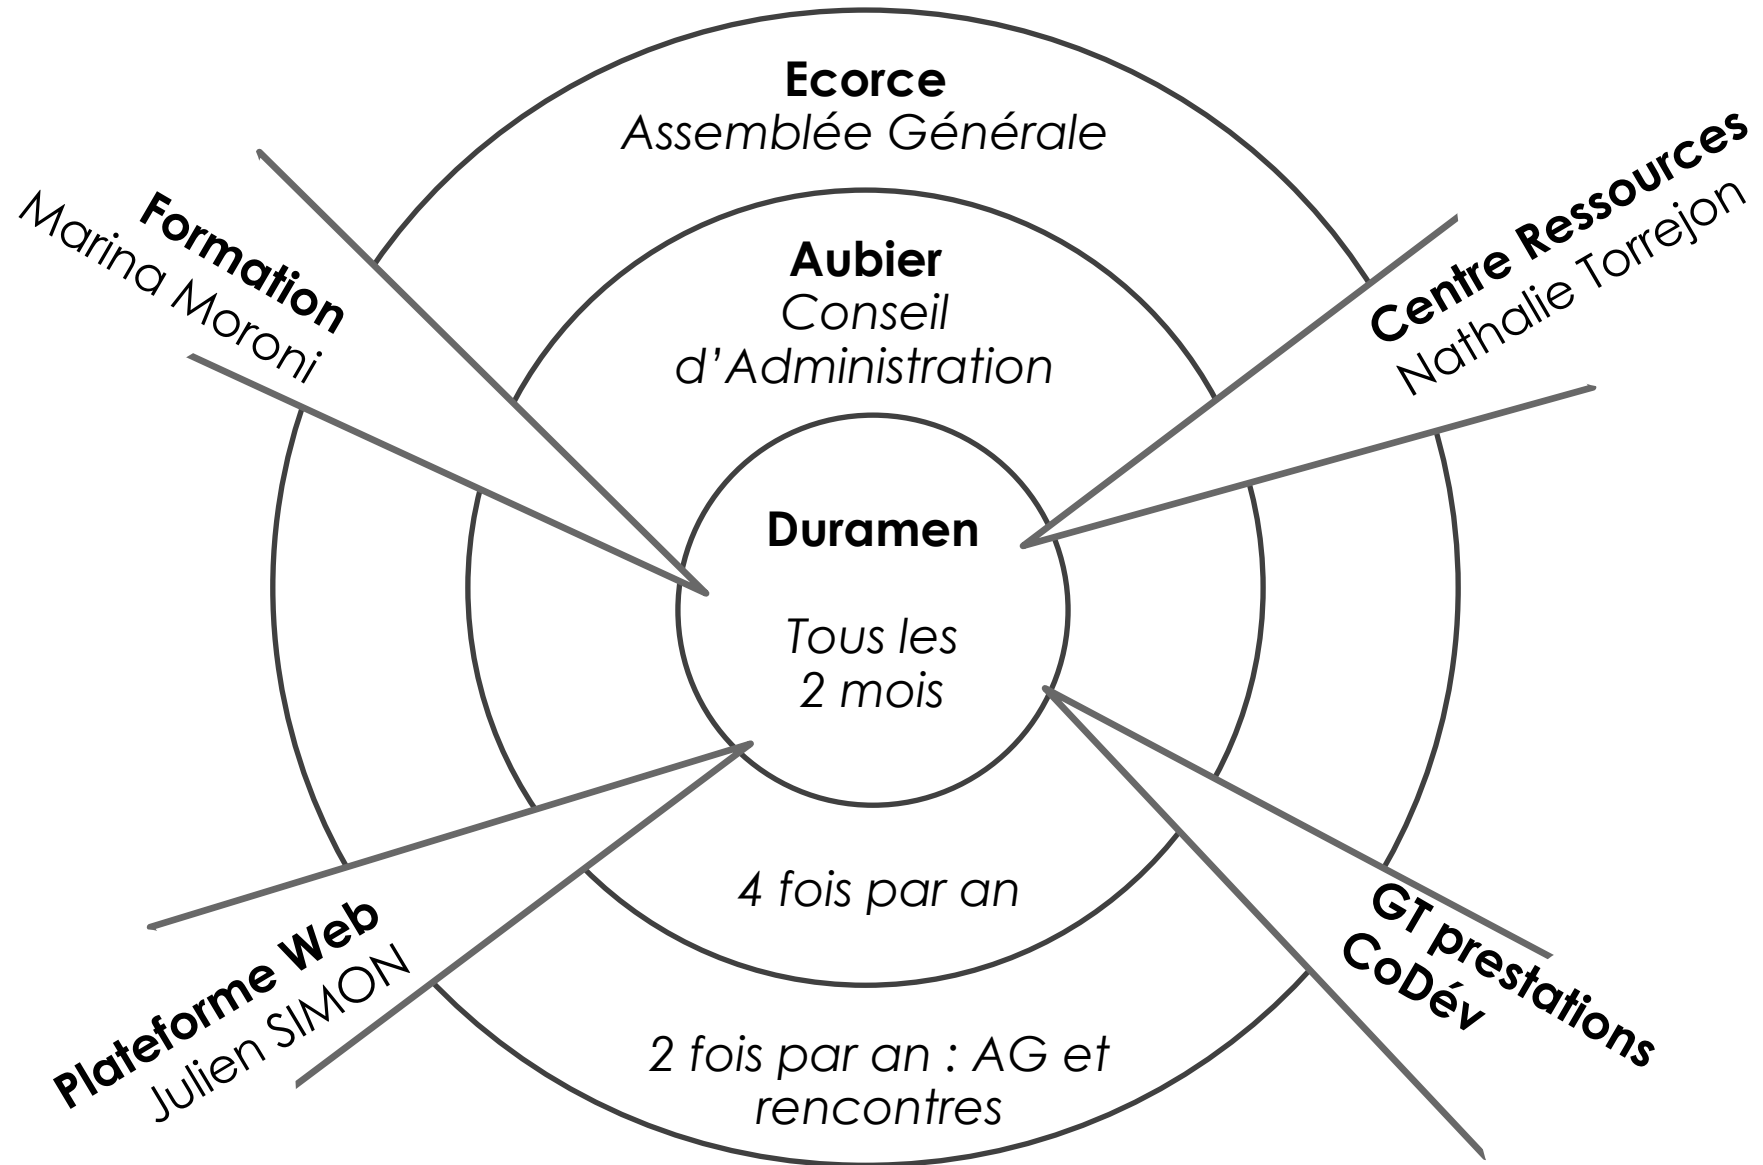 Ecorce
Assemblée Générale
Aubier
Conseil
d'Administration
Formation
Marina Moroni
Centre Ressources
Nathalie Torrejon
Duramen
Tous les
2 mois
4 fois par an
2 fois par an : AG et
rencontres
Plateforme Web
Julien SIMON
GT prestations
CoDév